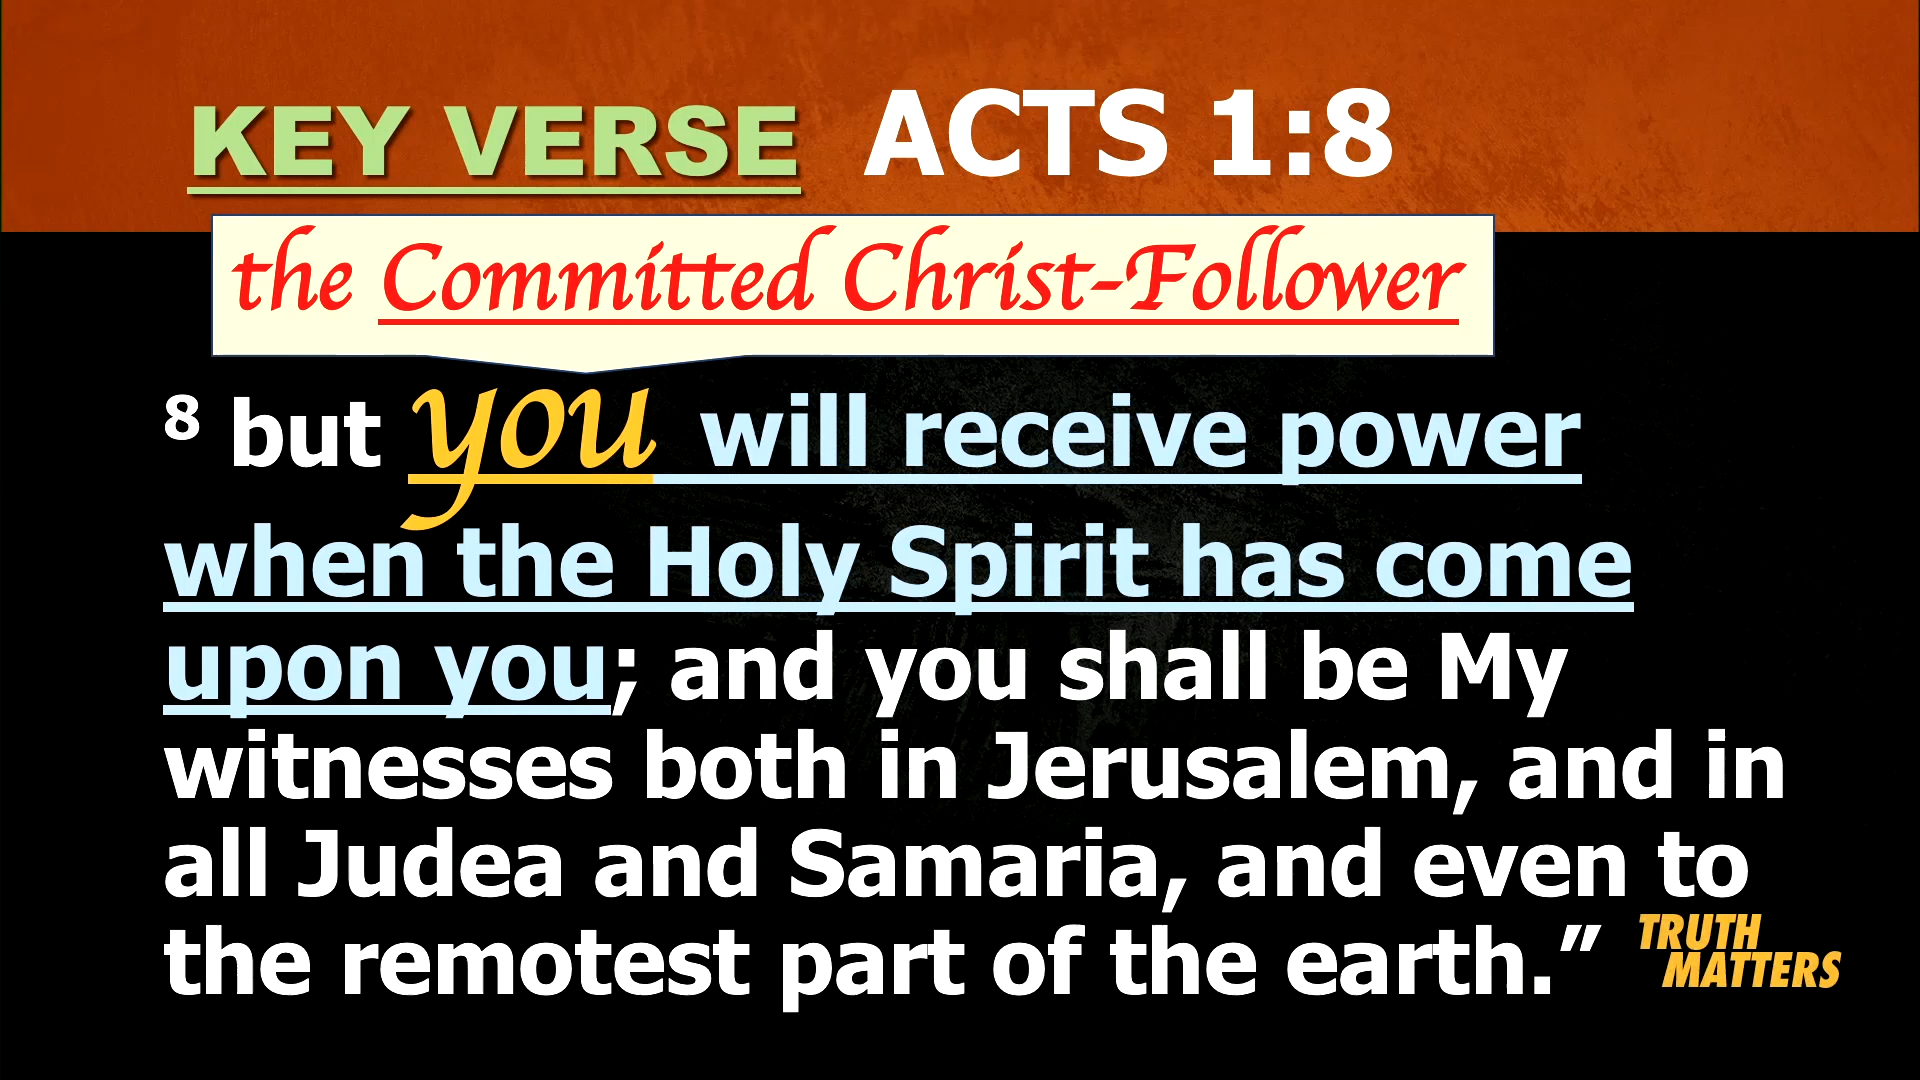 KEY VERSE ACTS 1:8
the Committed Christ-Follower
8 but you will receive power
when the Holy Spirit has come
upon you; and you shall be My
witnesses both in Jerusalem, and in
all Judea and Samaria, and even to
the remotest part of the earth.”
TRUTH
MATTERS